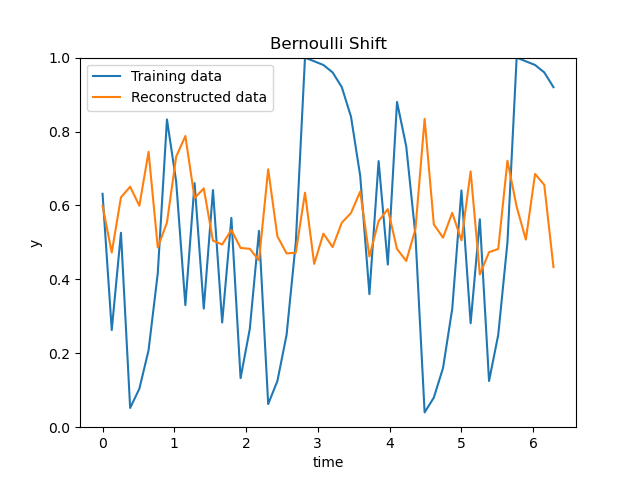 Bernoulli Shift
Training data
Reconstructed data
1.0
0.8
0.6
0.4
0.2
0.0
y
0 1 2 3 4 5 6
time